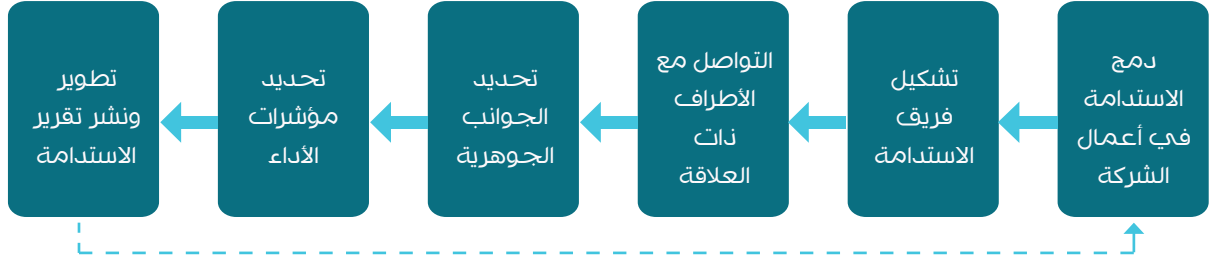 دمج
الاستدامة
في أعمال
الشركة
تشكيل
فريق
الاستدامة
التواصل مع
الأطراف
ذات
العلاقة
تحديد
الجوانب
الجوهرية
تحديد
مؤشرات
الأداء
تطوير
ونشر تقرير
الاستدامة